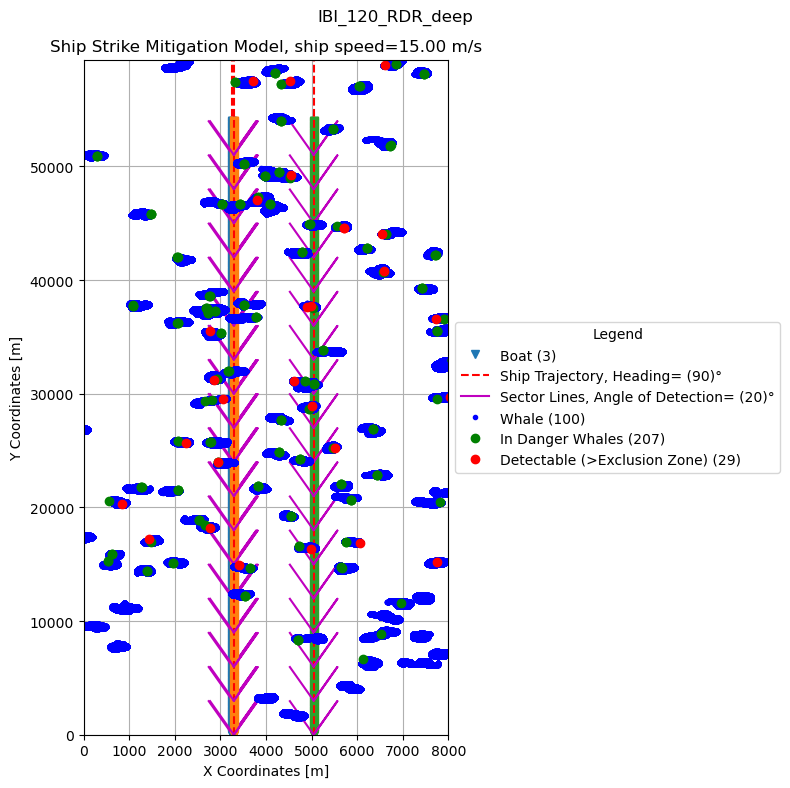 IBI_120_RDR_deep
Ship Strike Mitigation Model, ship speed=15.00 m/s
50000
40000
30000
20000
10000
0
Y Coordinates [m]
0 1000 2000 3000 4000 5000 6000 7000 8000
X Coordinates [m]
Legend
Boat (3)
Ship Trajectory, Heading= (90)°
Sector Lines, Angle of Detection= (20)°
Whale (100)
In Danger Whales (207)
Detectable (>Exclusion Zone) (29)